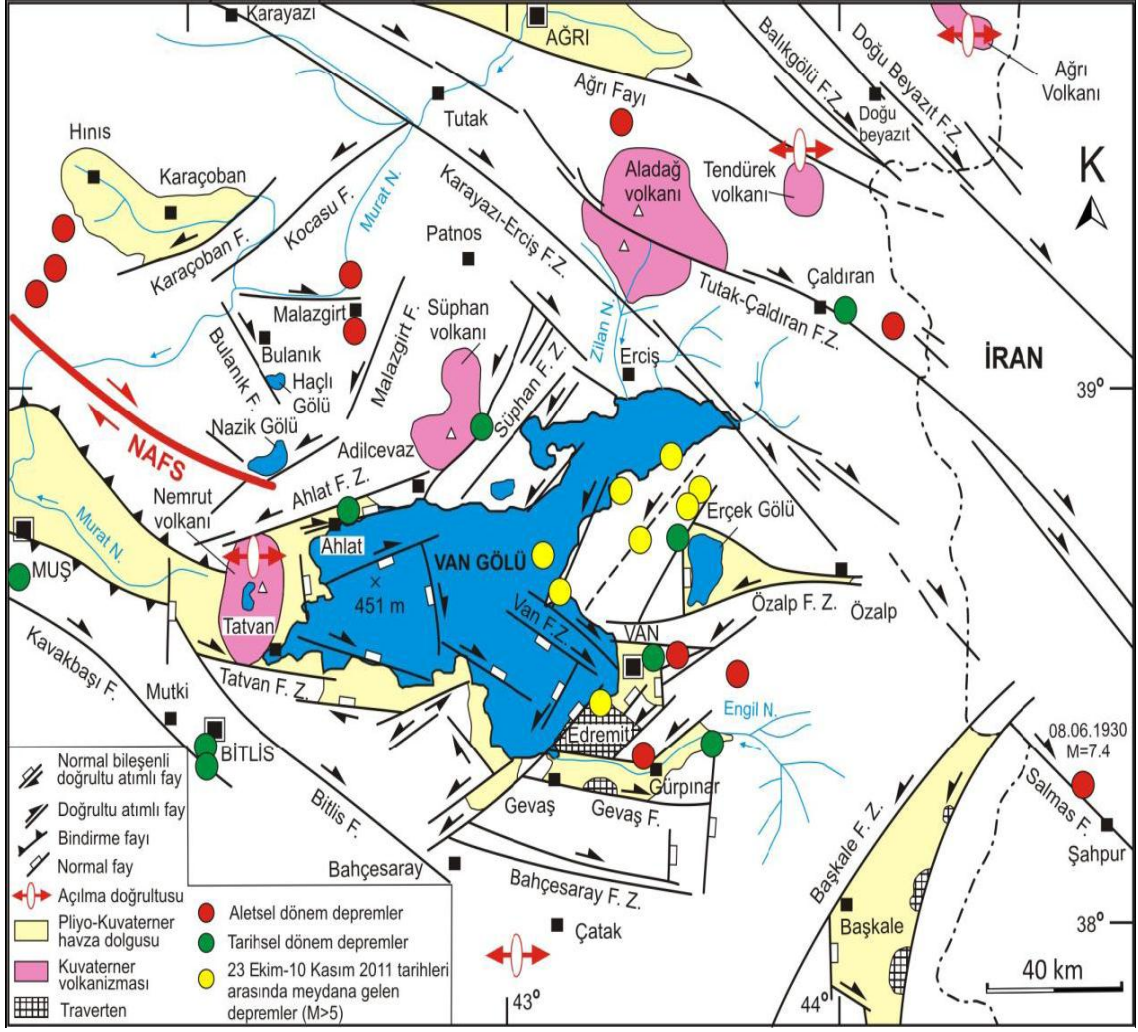 Karayazı
AĞRI
Tutak
Ağrı Fayı
Balıkgölü F.Z.
Doğu Beyazıt F.Z.
Doğu
beyazıt
Ağrı
Volkanı
Hınıs
Karaçoban
Karaçoban F.
Kocasu F.
Murat N.
Patnos
Karayazı-Erciş F.Z.
Aladağ
volkanı
Tendürek
volkanı
K
Malazgirt
Bulanık
Bulanık F.
Haçlı
Gölü
Malazgirt F.
Süphan
volkanı
Süphan F.Z.
Zilan N.
Erciş
Tutak-Çaldıran F.Z.
Çaldıran
İRAN
39º
NAFS
Nazik Gölü
Nemrut
volkanı
Adilcevaz
Ahlat F. Z.
Ahlat
Murat N.
MUŞ
Tatvan
VAN GÖLÜ
451 m
Erçek Gölü
Özalp F. Z.
Özalp
Van F.Z.
VAN
Kavakbaşı F.
Mutki
Tatvan F. Z.
BİTLİS
Bitlis F.
Edremit
Engil N.
Gürpınar
Gevaş
Gevaş F.
Bahçesaray
Bahçesaray F. Z.
Çatak
Başkale F. Z.
Başkale
08.06.1930
M=7.4
Salmas F.
Şahpur
38º
43º
44º
40 km
Normal bileşenli
doğrultu atımlı fay
Doğrultu atımlı fay
Bindirme fayı
Normal fay
Açılma doğrultusu
Pliyo-Kuvaterner
havza dolgusu
Kuvaterner
volkanizması
Traverten
Aletsel dönem depremler
Tarihsel dönem depremler
23 Ekim-10 Kasım 2011 tarihleri
arasında meydana gelen
depremler (M>5)